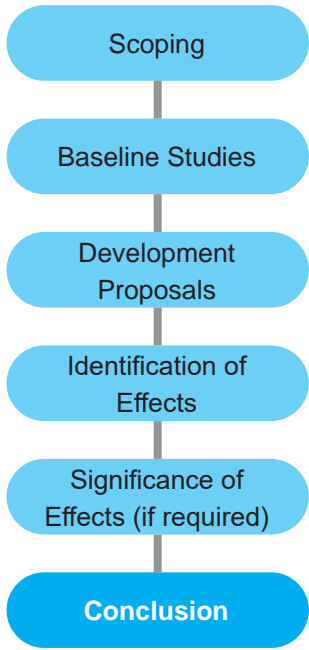 Scoping
Baseline Studies
Development
Proposals
Identification of
Effects
Significance of
Effects (if required)
Conclusion